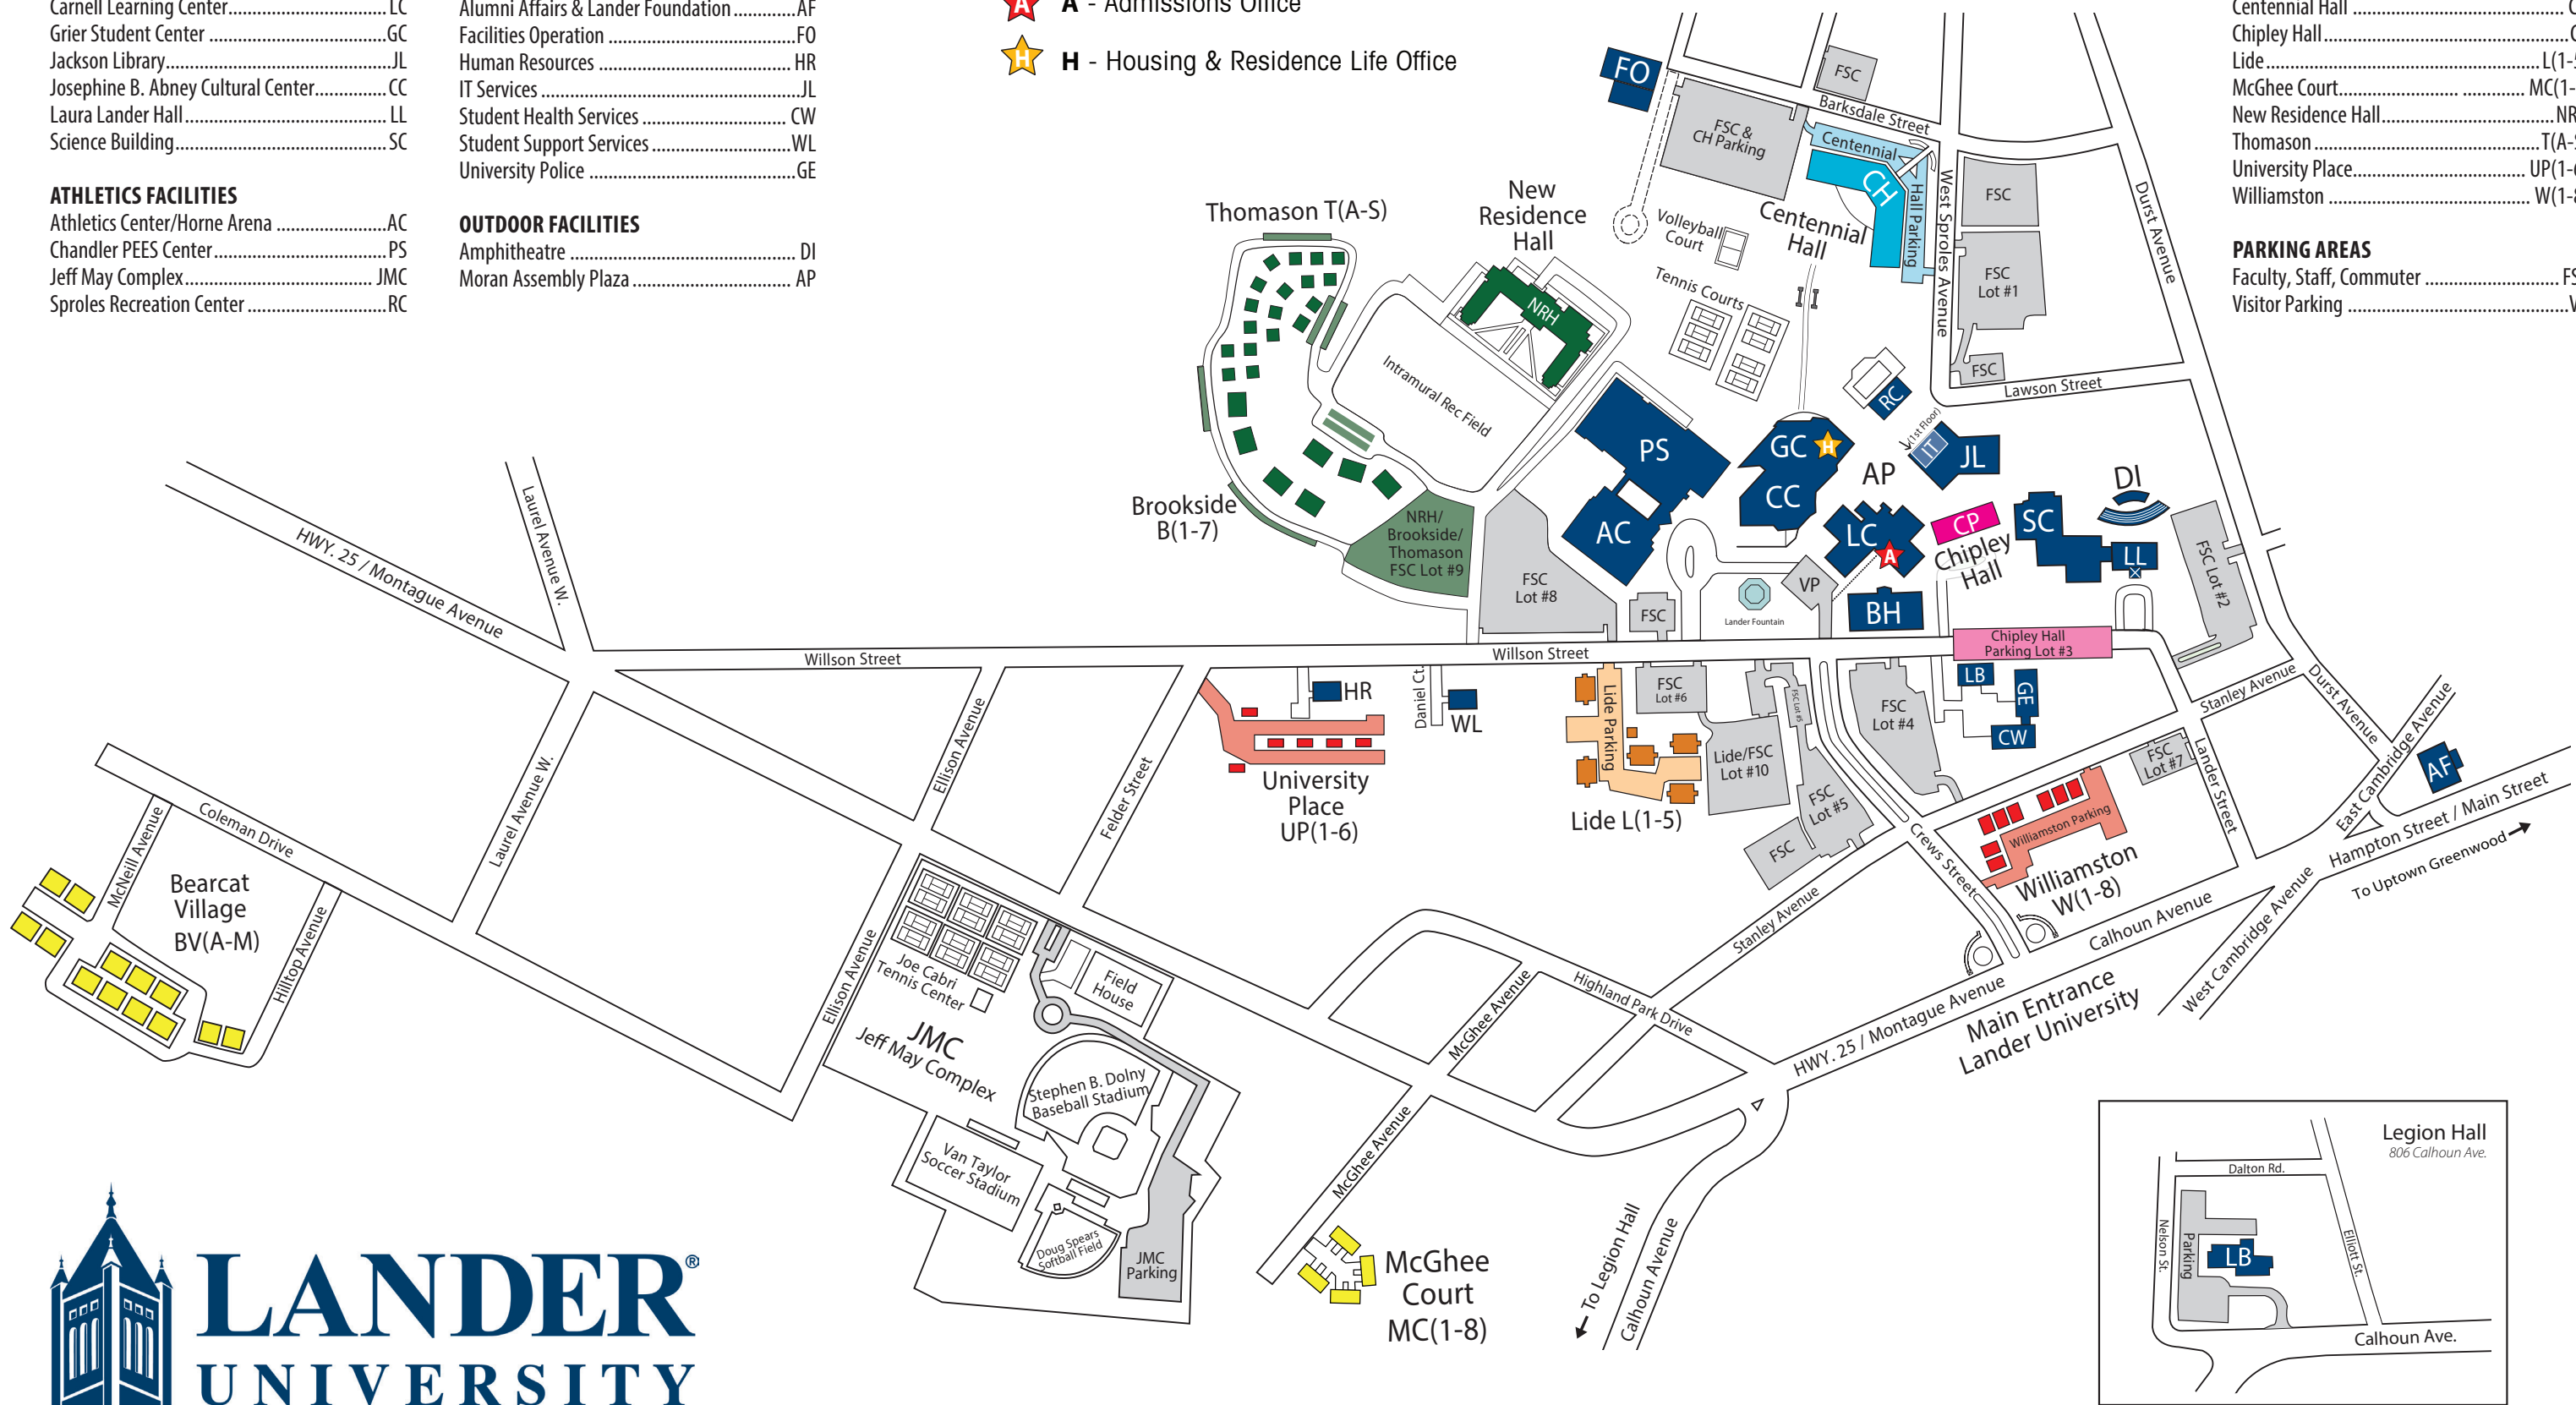 Carnell Learning Center..........LC
Grier Student Center..........GC
Jackson Library..........JL
Josephine B. Abney Cultural Center..........CC
Laura Lander Hall..........LL
Science Building..........SC
ATHLETICS FACILITIES
Athletics Center/Horne Arena..........AC
Chandler PEES Center..........PS
Jeff May Complex..........JMC
Sproles Recreation Center..........RC
Alumni Affairs & Lander Foundation..........AF
Facilities Operation..........FO
Human Resources..........HR
IT Services..........JL
Student Health Services..........CW
Student Support Services..........WL
University Police..........GE
OUTDOOR FACILITIES
Amphitheatre..........DI
Moran Assembly Plaza..........AP
A
A - Admissions Office
H
H - Housing & Residence Life Office
Centennial Hall..........
Chipley Hall..........
Lide..........L(1-
McGhee Court..........MC(1-
New Residence Hall..........NR
Thomason..........T(A-
University Place..........UP(1-
Williamston..........W(1-
PARKING AREAS
Faculty, Staff, Commuter..........FS
Visitor Parking..........V
FO
FSC
Barksdale Street
FSC &
CH Parking
Centennial
Hall Parking
CH
Centennial
Hall
West Sproles Avenue
FSC
FSC
Lot #1
FSC
Durst Avenue
Lawson Street
Volleyball
Court
Tennis Courts
New
Residence
Hall
NRH
Thomason T(A-S)
Intramural Rec Field
Brookside
B(1-7)
NRH/
Brookside/
Thomason
FSC Lot #9
PS
AC
GC
H
CC
AP
RC
(1st Floor)
IT
JL
LC
A
CP
Chipley
Hall
SC
DI
LL
FSC Lot #2
FSC
Lot #8
FSC
Lander Fountain
VP
BH
Chipley Hall
Parking Lot #3
Laurel Avenue W.
HWY. 25 / Montague Avenue
Willson Street
Willson Street
HR
Daniel Ct.
WL
University
Place
UP(1-6)
Lide Parking
Lide L(1-5)
FSC
Lot #6
FSC Lot #5
Lide/FSC
Lot #10
FSC
Lot #5
FSC
FSC
Lot #4
LB
GE
CW
Stanley Avenue
Durst Avenue
East Cambridge Avenue
AF
FSC
Lot #7
Lander Street
Williamston Parking
Williamston
W(1-8)
Crews Street
Hampton Street / Main Street
To Uptown Greenwood
Calhoun Avenue
West Cambridge Avenue
Stanley Avenue
HWY. 25 / Montague Avenue
Main Entrance
Lander University
Ellison Avenue
Felder Street
Laurel Avenue W.
Coleman Drive
McNeill Avenue
Bearcat
Village
BV(A-M)
Hilltop Avenue
Ellison Avenue
Joe Cabri
Tennis Center
Field
House
JMC
Jeff May Complex
Stephen B. Dolny
Baseball Stadium
Van Taylor
Soccer Stadium
Doug Spears
Softball Field
JMC
Parking
Highland Park Drive
McGhee Avenue
McGhee Avenue
McGhee
Court
MC(1-8)
To Legion Hall
Calhoun Avenue
LANDER®
UNIVERSITY
Legion Hall
806 Calhoun Ave.
Dalton Rd.
Nelson St.
Parking
LB
Elliott St.
Calhoun Ave.